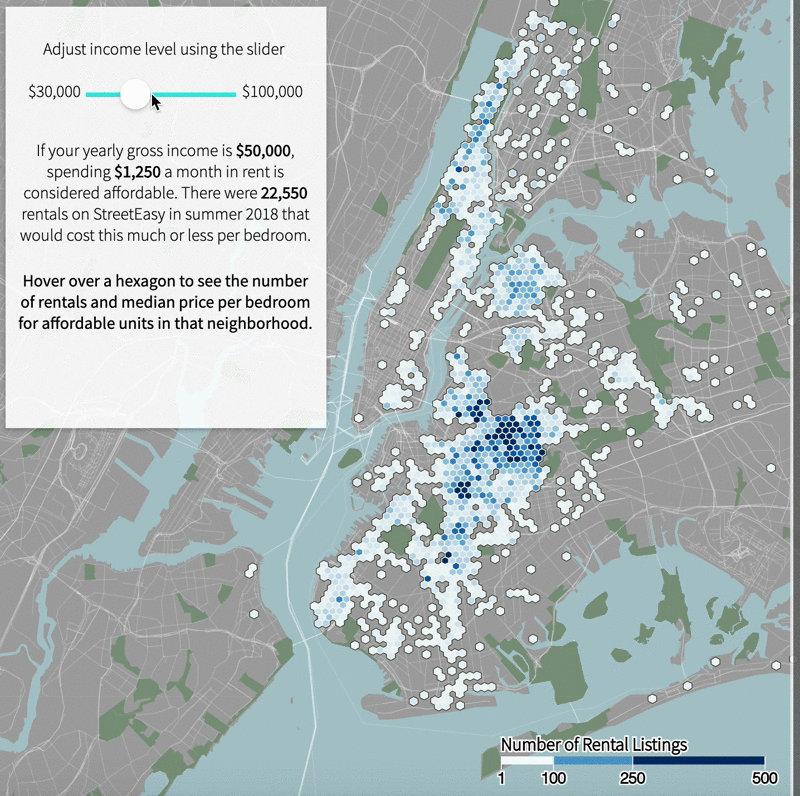 Adjust income level using the slider
$30,000 $100,000
If your yearly gross income is $50,000,
spending $1,250 a month in rent is
considered affordable. There were 22,550
rentals on StreetEasy in summer 2018 that
would cost this much or less per bedroom.
Hover over a hexagon to see the number
of rentals and median price per bedroom
for affordable units in that neighborhood.
Number of Rental Listings
1 100 250 500